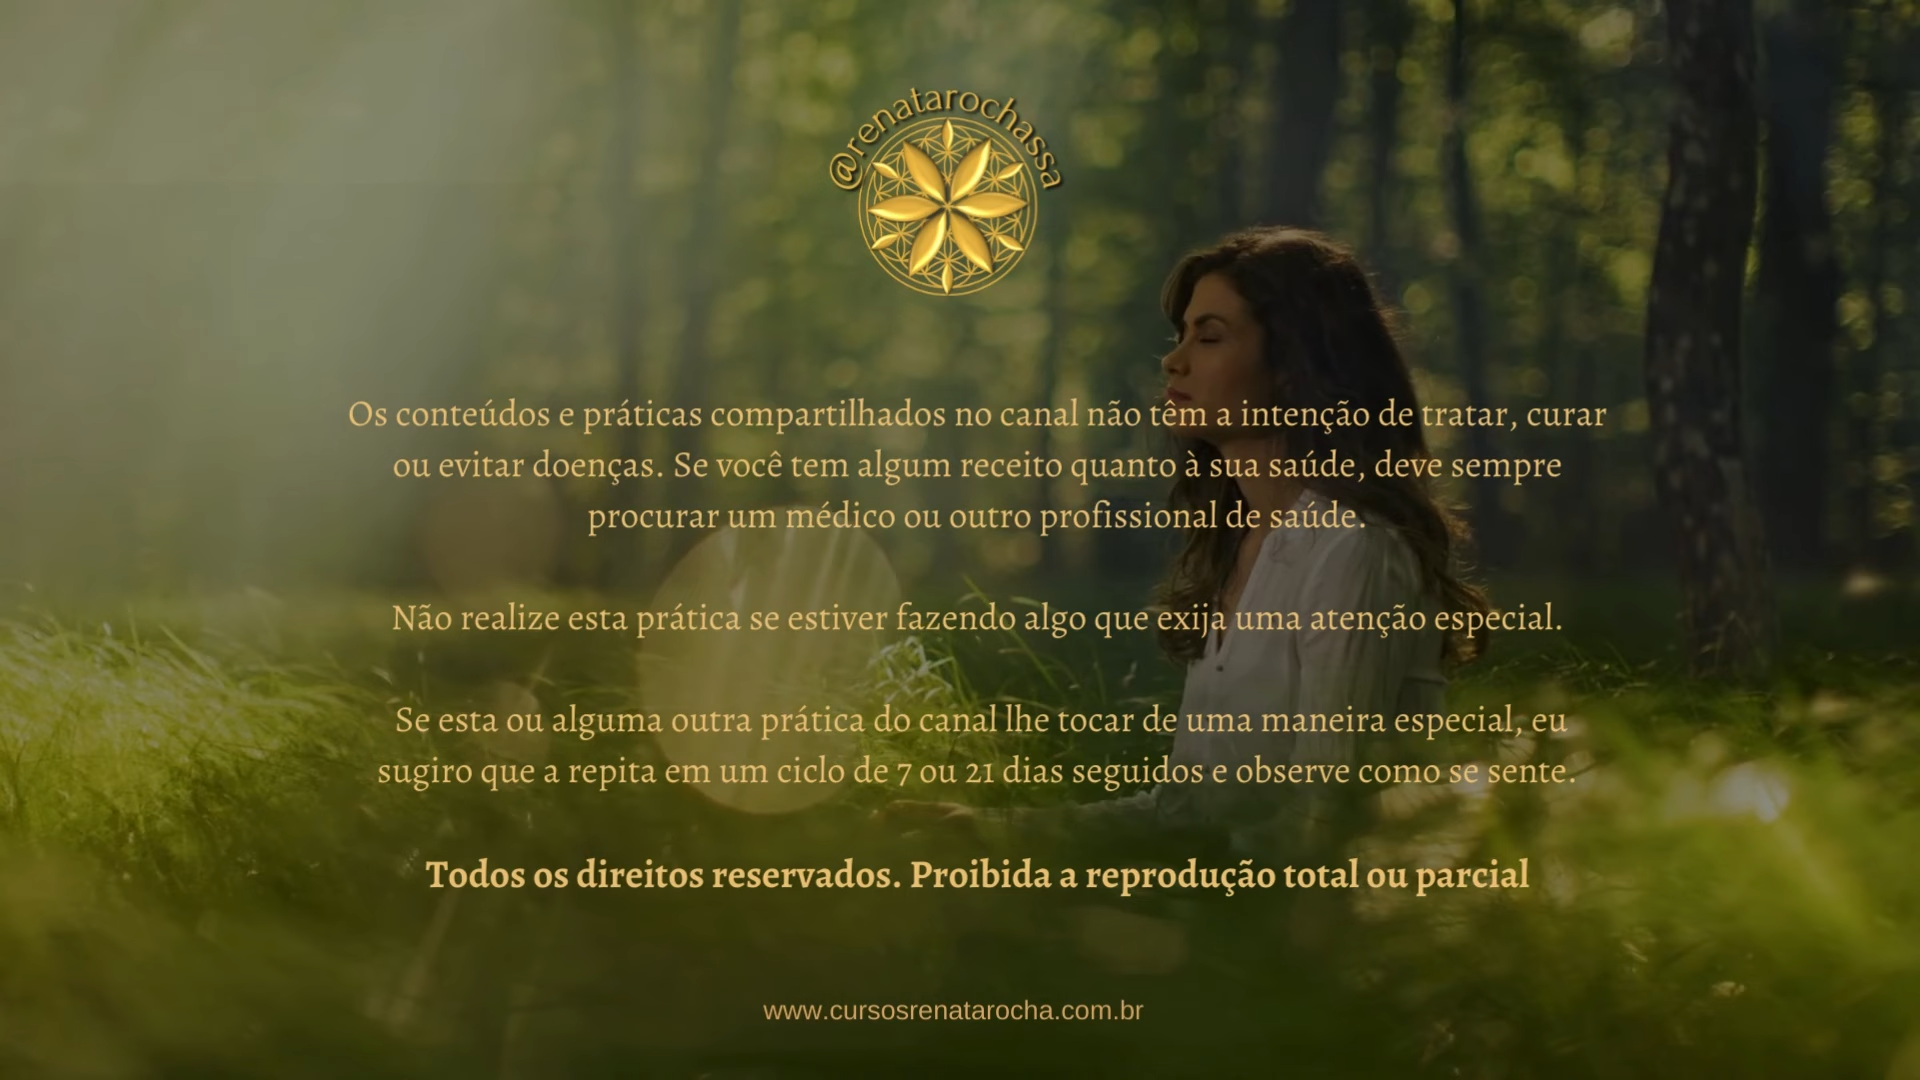 @renatarochassa
Os conteúdos e práticas compartilhados no canal não têm a intenção de tratar, curar
ou evitar doenças. Se você tem algum receito quanto à sua saúde, deve sempre
procurar um médico ou outro profissional de saúde.
Não realize esta prática se estiver fazendo algo que exija uma atenção especial.
Se esta ou alguma outra prática do canal lhe tocar de uma maneira especial, eu
sugiro que a repita em um ciclo de 7 ou 21 dias seguidos e observe como se sente.
Todos os direitos reservados. Proibida a reprodução total ou parcial
www.cursosrenatarocha.com.br